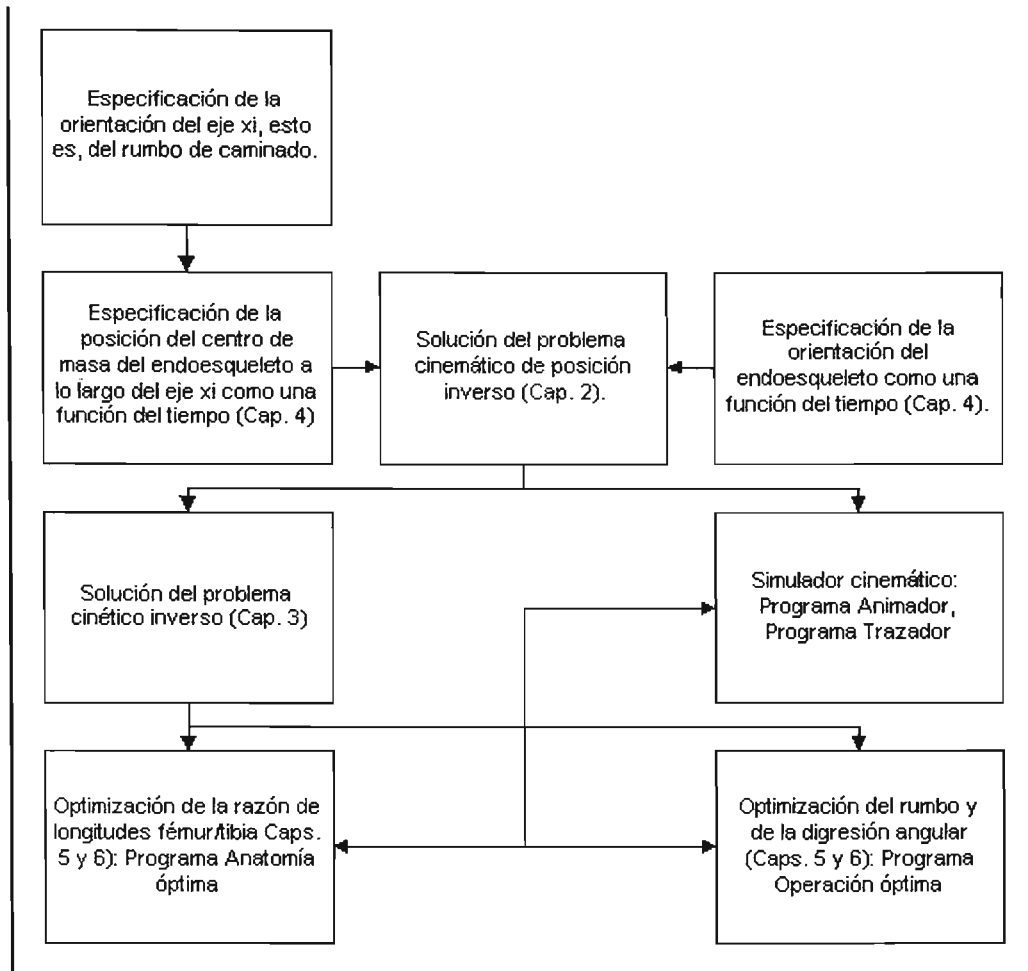 Especificación de la
orientación del eje xi, esto
es, del rumbo de caminado.
Especificación de la
posición del centro de
masa del endoesqueleto a
lo largo del eje xi como una
función del tiempo (Cap. 4)
Solución del problema
cinemático de posición
inverso (Cap. 2).
Especificación de la
orientación del
endoesqueleto como una
función del tiempo (Cap. 4).
Solución del problema
cinético inverso (Cap. 3)
Simulador cinemático:
Programa Animador,
Programa Trazador
Optimización de la razón de
longitudes fémur/tibia Caps.
5 y 6): Programa Anatomía
óptima
Optimización del rumbo y
de la digresión angular
(Caps. 5 y 6): Programa
Operación óptima